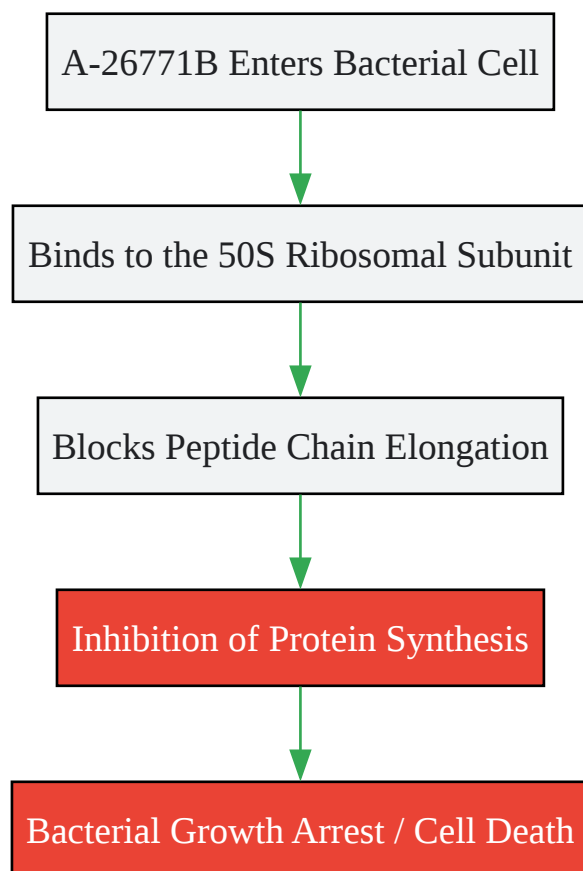 A-26771B Enters Bacterial Cell
Binds to the 50S Ribosomal Subunit
Blocks Peptide Chain Elongation
Inhibition of Protein Synthesis
Bacterial Growth Arrest / Cell Death